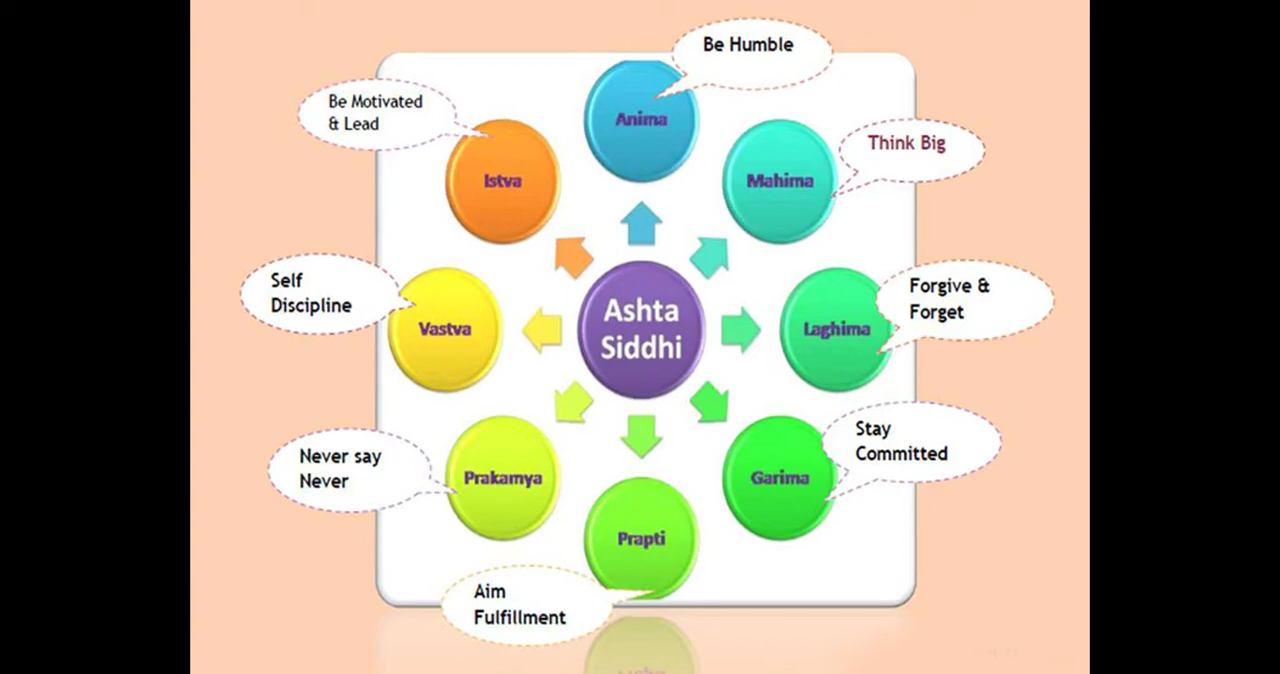 Be Humble
Anima
Be Motivated
& Lead
Istva
Think Big
Mahima
Self
Discipline
Vastva
Ashta
Siddhi
Forgive &
Forget
Laghima
Never say
Never
Prakamya
Stay
Committed
Garima
Prapti
Aim
Fulfillment